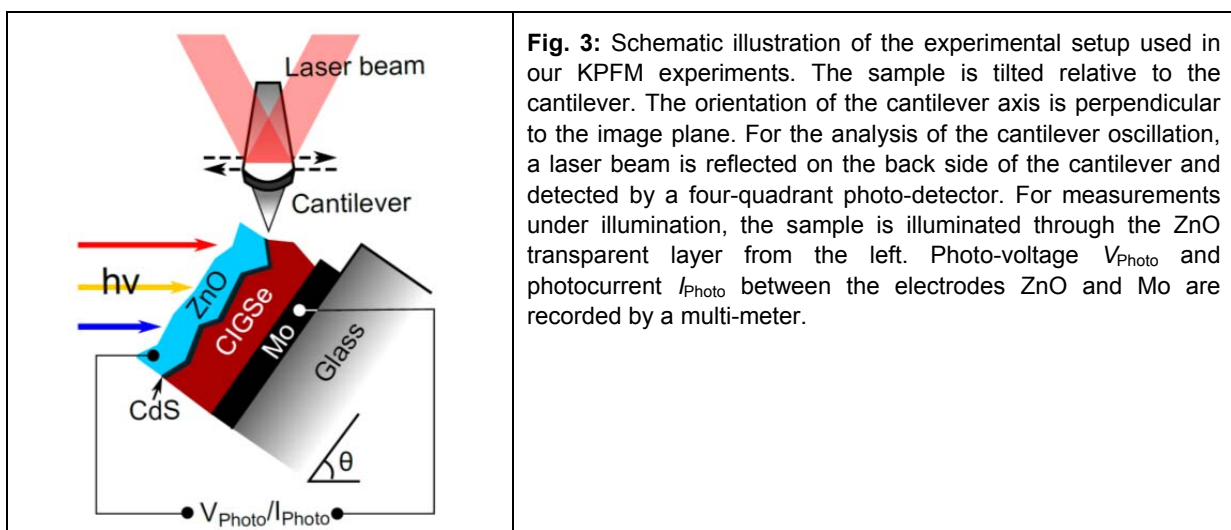 Laser beam
Cantilever
hν
ZnO
CIGSe
Mo
Glass
CdS
θ
V_Photo/I_Photo
Fig. 3: Schematic illustration of the experimental setup used in
our KPFM experiments. The sample is tilted relative to the
cantilever. The orientation of the cantilever axis is perpendicular
to the image plane. For the analysis of the cantilever oscillation,
a laser beam is reflected on the back side of the cantilever and
detected by a four-quadrant photo-detector. For measurements
under illumination, the sample is illuminated through the ZnO
transparent layer from the left. Photo-voltage V_Photo and
photocurrent I_Photo between the electrodes ZnO and Mo are
recorded by a multi-meter.